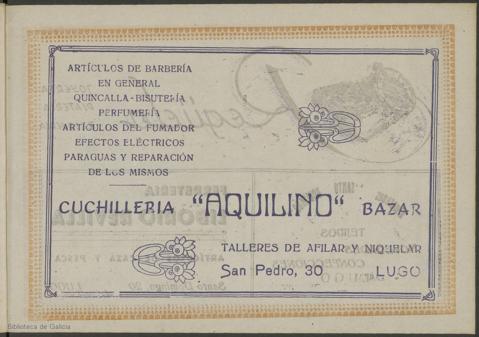 ARTÍCULOS DE BARBERÍA
EN GENERAL
QUINCALLA-BISUTERÍA
PERFUMERÍA
ARTÍCULOS DEL FUMADOR
EFECTOS ELÉCTRICOS
PARAGUAS Y REPARACIÓN
DE LOS MISMOS
CUCHILLERIA "AQUILINO" BAZAR
TALLERES DE AFILAR Y NIQUELAR
San Pedro, 30 LUGO
Biblioteca de Galicia